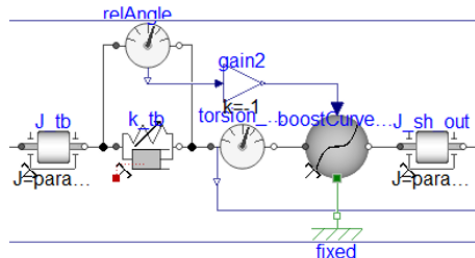 relAngle
gain2
k=-1
J_tb
k_tb
torsion_...
boostCurve...
J_sh_out
J=para...
J=para...
fixed